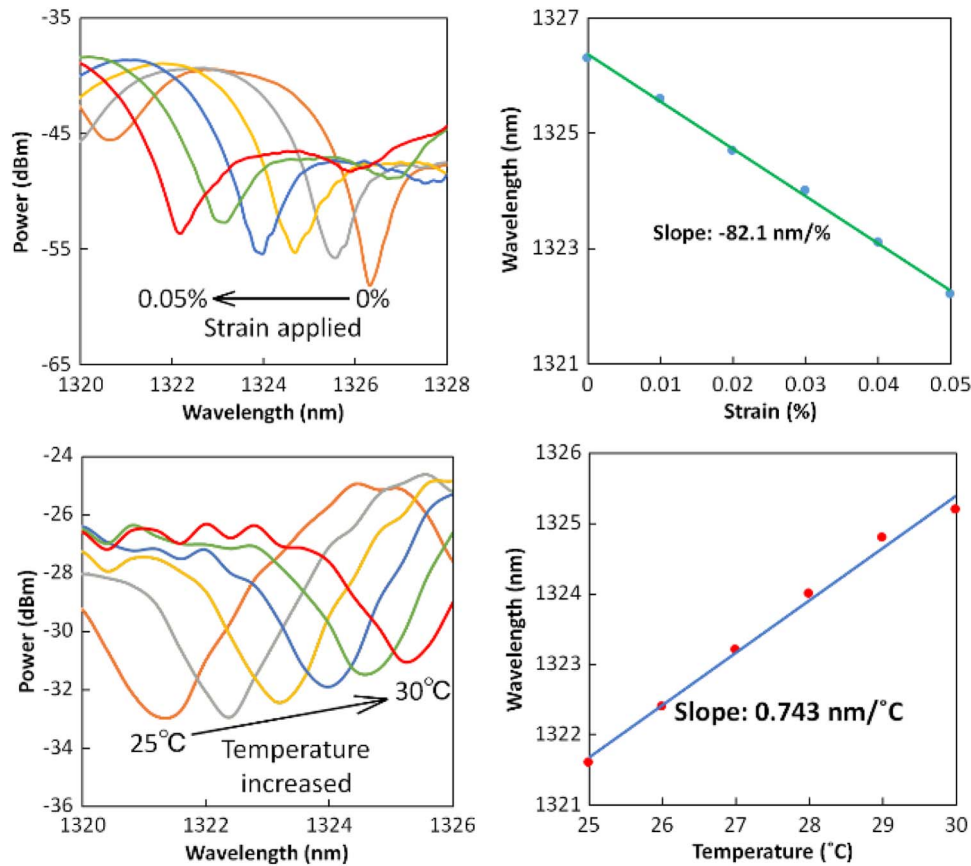 -35
-45
-55
-65
Power (dBm)
0.05%
0%
Strain applied
1320
1322
1324
1326
1328
Wavelength (nm)
1327
1325
1323
1321
Wavelength (nm)
Slope: -82.1 nm/%
0
0.01
0.02
0.03
0.04
0.05
Strain (%)
-24
-26
-28
-30
-32
-34
-36
Power (dBm)
25°C
30°C
Temperature
increased
1320
1322
1324
1326
Wavelength (nm)
1326
1325
1324
1323
1322
1321
Wavelength (nm)
Slope: 0.743 nm/˚C
25
26
27
28
29
30
Temperature (˚C)